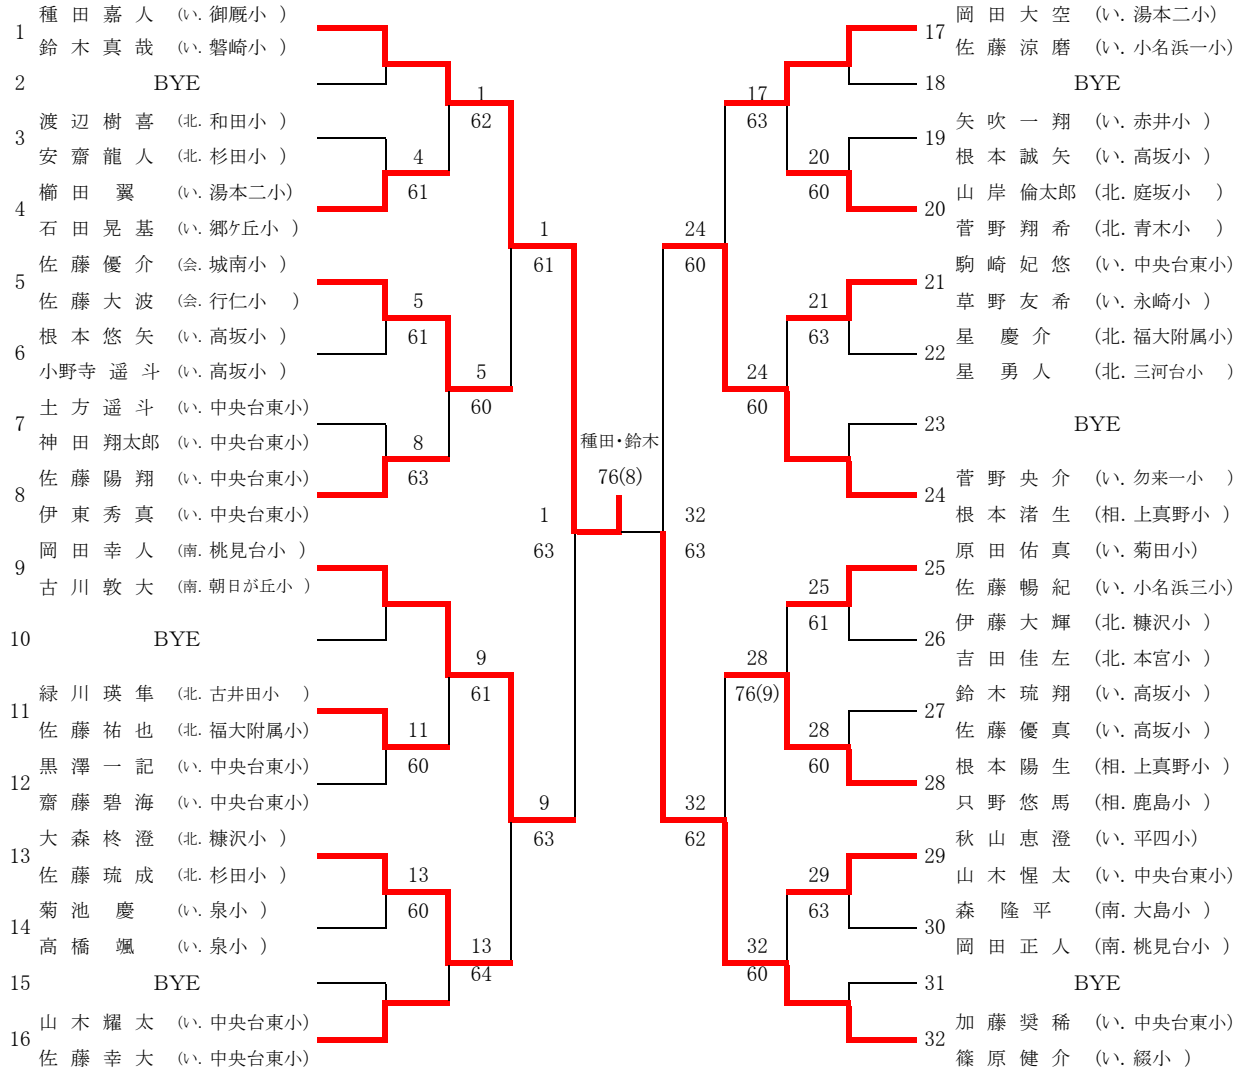 1
種田嘉人 (い. 御厩小 )
鈴木真哉 (い. 磐崎小 )
2 BYE
3
渡辺樹喜 (北. 和田小 )
安齋龍人 (北. 杉田小 )
4
櫛田 翼 (い. 湯本二小)
石田晃基 (い. 郷ケ丘小 )
5
佐藤優介 (会. 城南小 )
佐藤大波 (会. 行仁小 )
6
根本悠矢 (い. 高坂小 )
小野寺遥斗 (い. 高坂小 )
7
土方遥斗 (い. 中央台東小)
神田翔太郎 (い. 中央台東小)
8
佐藤陽翔 (い. 中央台東小)
伊東秀真 (い. 中央台東小)
9
岡田幸人 (南. 桃見台小 )
古川敦大 (南. 朝日が丘小 )
10 BYE
11
緑川瑛隼 (北. 古井田小 )
佐藤祐也 (北. 福大附属小)
12
黒澤一記 (い. 中央台東小)
齋藤碧海 (い. 中央台東小)
13
大森柊澄 (北. 糠沢小 )
佐藤琉成 (北. 杉田小 )
14
菊池 慶 (い. 泉小 )
高橋 颯 (い. 泉小 )
15 BYE
16
山木耀太 (い. 中央台東小)
佐藤幸大 (い. 中央台東小)
4
61
5
61
8
63
11
60
13
60
1
62
5
60
9
61
13
64
1
61
9
63
1
63
種田・鈴木
76(8)
32
63
24
60
32
62
17
63
24
60
28
76(9)
32
60
20
60
21
63
25
61
28
60
29
63
17
岡田大空 (い. 湯本二小)
佐藤涼磨 (い. 小名浜一小)
18 BYE
19
矢吹一翔 (い. 赤井小 )
根本誠矢 (い. 高坂小 )
20
山岸倫太郎 (北. 庭坂小 )
菅野翔希 (北. 青木小 )
21
駒崎妃悠 (い. 中央台東小)
草野友希 (い. 永崎小 )
22
星 慶介 (北. 福大附属小)
星 勇人 (北. 三河台小 )
23 BYE
24
菅野央介 (い. 勿来一小 )
根本渚生 (相. 上真野小 )
25
原田佑真 (い. 菊田小)
佐藤暢紀 (い. 小名浜三小)
26
伊藤大輝 (北. 糠沢小 )
吉田佳左 (北. 本宮小 )
27
鈴木琉翔 (い. 高坂小 )
佐藤優真 (い. 高坂小 )
28
根本陽生 (相. 上真野小 )
只野悠馬 (相. 鹿島小 )
29
秋山恵澄 (い. 平四小)
山木惺太 (い. 中央台東小)
30
森 隆平 (南. 大島小 )
岡田正人 (南. 桃見台小 )
31 BYE
32
加藤奨稀 (い. 中央台東小)
篠原健介 (い. 綴小 )